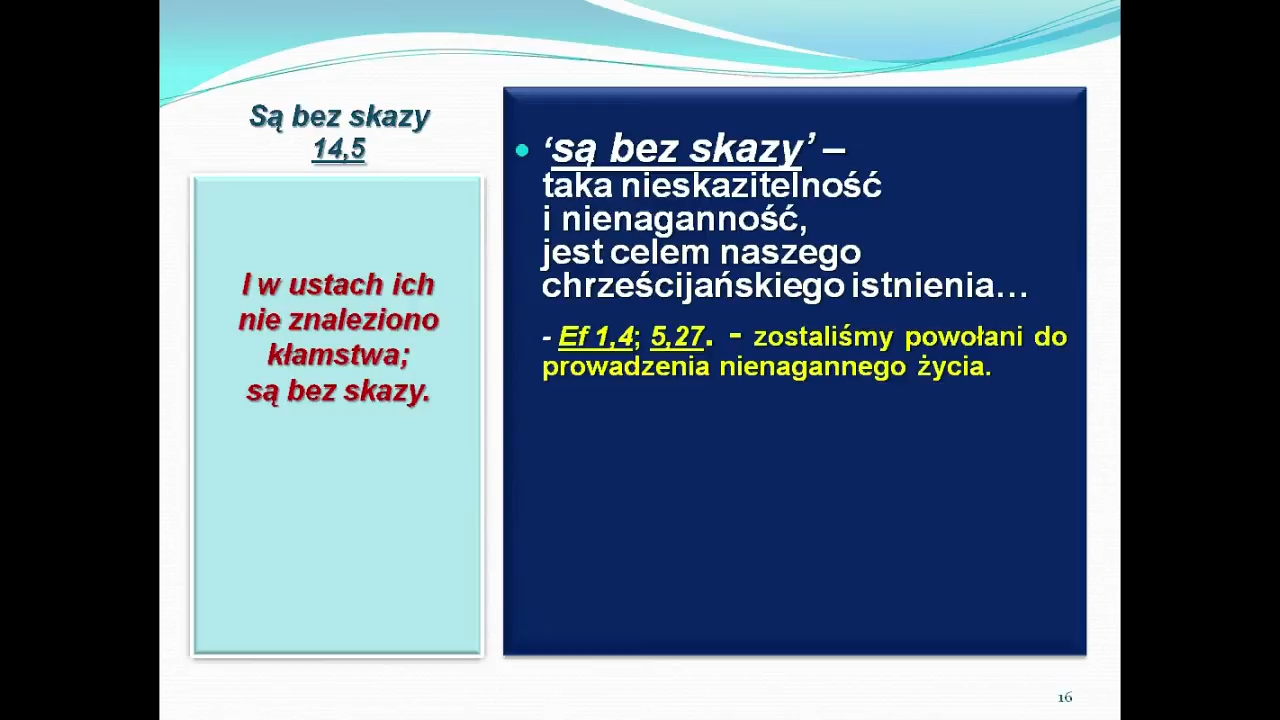 Są bez skazy
14,5
I w ustach ich
nie znaleziono
kłamstwa;
są bez skazy.
• ‘są bez skazy’ –
taka nieskazitelność
i nienaganność,
jest celem naszego
chrześcijańskiego istnienia…
- Ef 1,4; 5,27. - zostaliśmy powołani do
prowadzenia nienagannego życia.
16